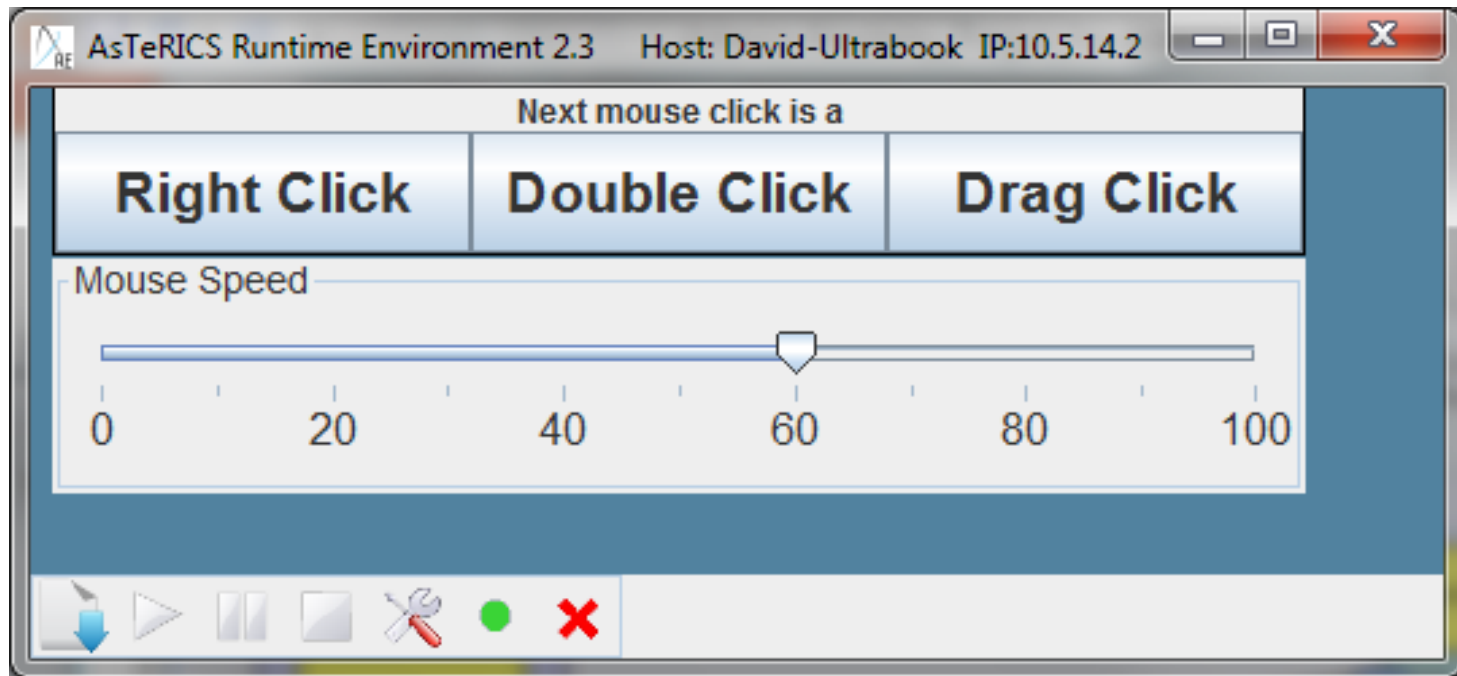 AsTeRICS Runtime Environment 2.3 Host: David-Ultrabook IP:10.5.14.2
Next mouse click is a
Right Click Double Click Drag Click
Mouse Speed
0 20 40 60 80 100